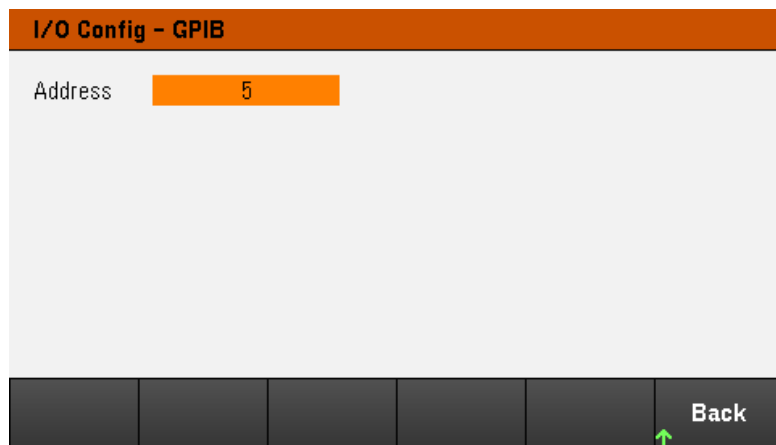 I/O Config – GPIB
Address 5
Back